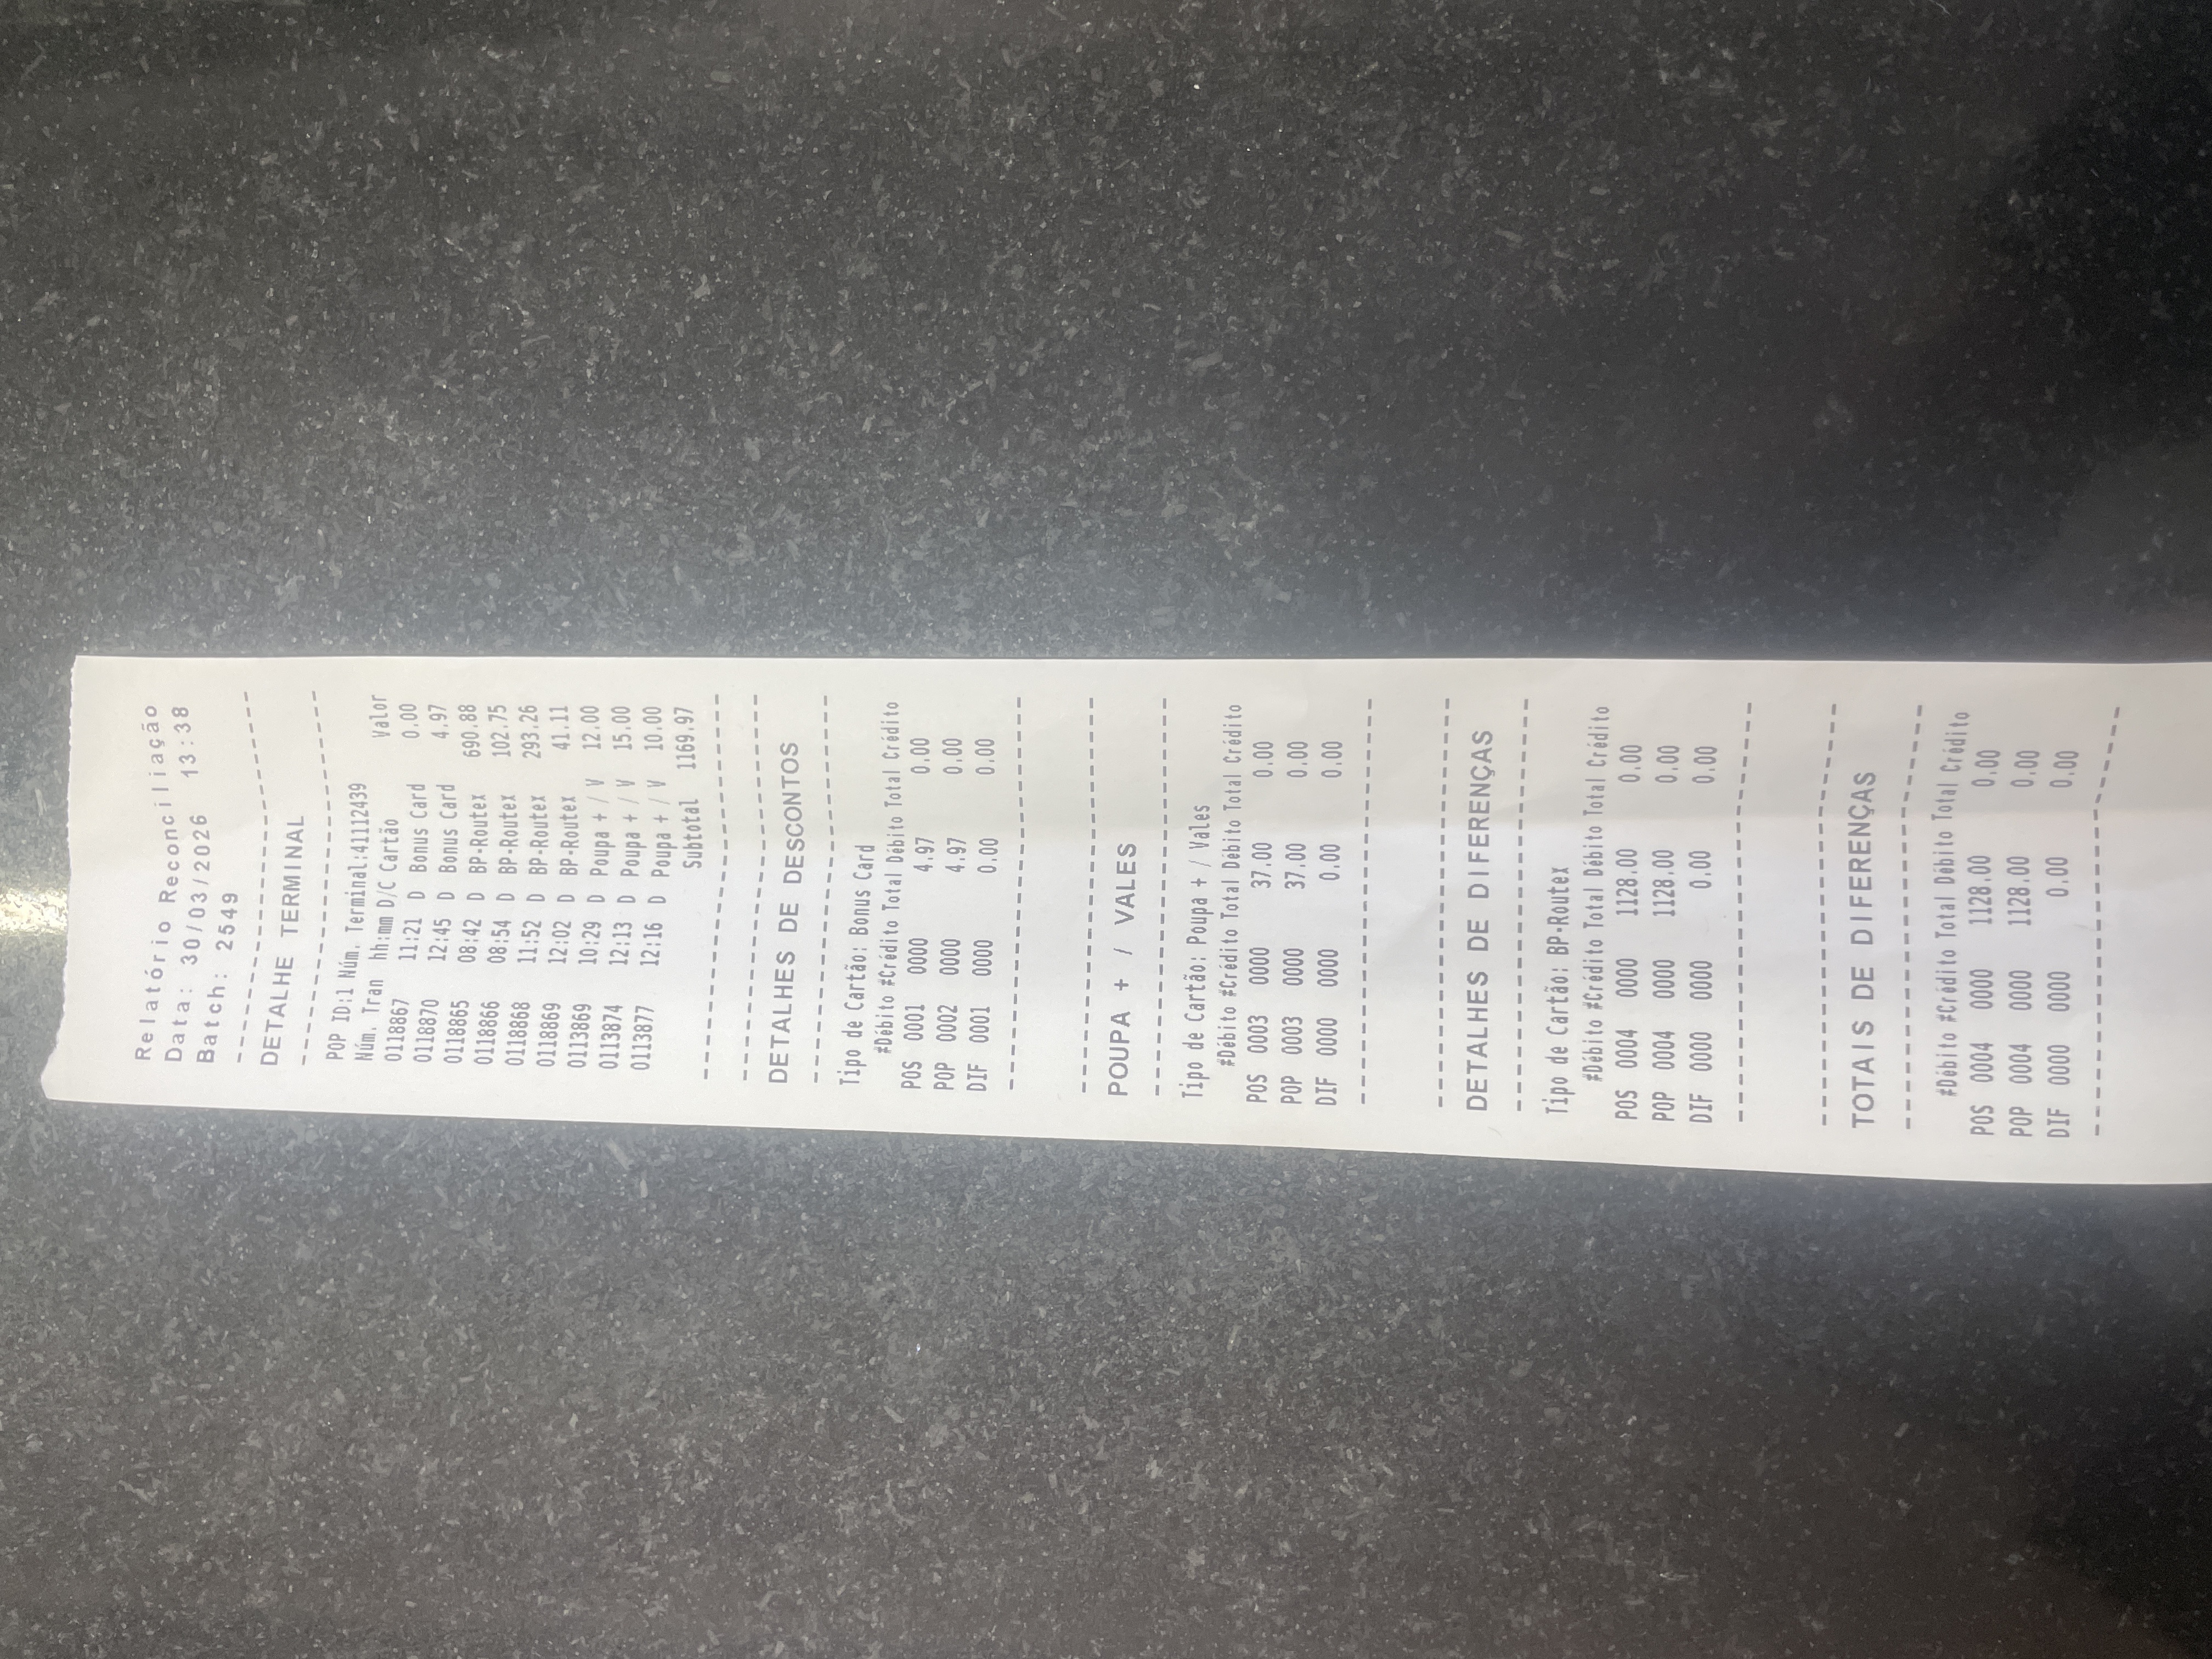 Relatório Reconciliação
Data: 30/03/2026 13:38
Batch: 2549
--------------------------
DETALHE TERMINAL
--------------------------
POP ID:1 Núm. Terminal:41112439
Núm. Tran hh:mm D/C Cartão Valor
0118867 11:21 D Bonus Card 0.00
0118870 12:45 D Bonus Card 4.97
0118865 08:42 D BP-Routex 690.88
0118866 08:54 D BP-Routex 102.75
0118868 11:52 D BP-Routex 293.26
0118869 12:02 D BP-Routex 41.11
0113869 10:29 D Poupa + / V 12.00
0113874 12:13 D Poupa + / V 15.00
0113877 12:16 D Poupa + / V 10.00
Subtotal 1169.97
--------------------------
--------------------------
DETALHES DE DESCONTOS
--------------------------
Tipo de Cartão: Bonus Card
#Débito #Crédito Total Débito Total Crédito
POS 0001 0000 4.97 0.00
POP 0002 0000 4.97 0.00
DIF 0001 0000 0.00 0.00
--------------------------
--------------------------
POUPA + / VALES
--------------------------
Tipo de Cartão: Poupa + / Vales
#Débito #Crédito Total Débito Total Crédito
POS 0003 0000 37.00 0.00
POP 0003 0000 37.00 0.00
DIF 0000 0000 0.00 0.00
--------------------------
--------------------------
DETALHES DE DIFERENÇAS
--------------------------
Tipo de Cartão: BP-Routex
#Débito #Crédito Total Débito Total Crédito
POS 0004 0000 1128.00 0.00
POP 0004 0000 1128.00 0.00
DIF 0000 0000 0.00 0.00
--------------------------
--------------------------
TOTAIS DE DIFERENÇAS
--------------------------
#Débito #Crédito Total Débito Total Crédito
POS 0004 0000 1128.00 0.00
POP 0004 0000 1128.00 0.00
DIF 0000 0000 0.00 0.00
--------------------------